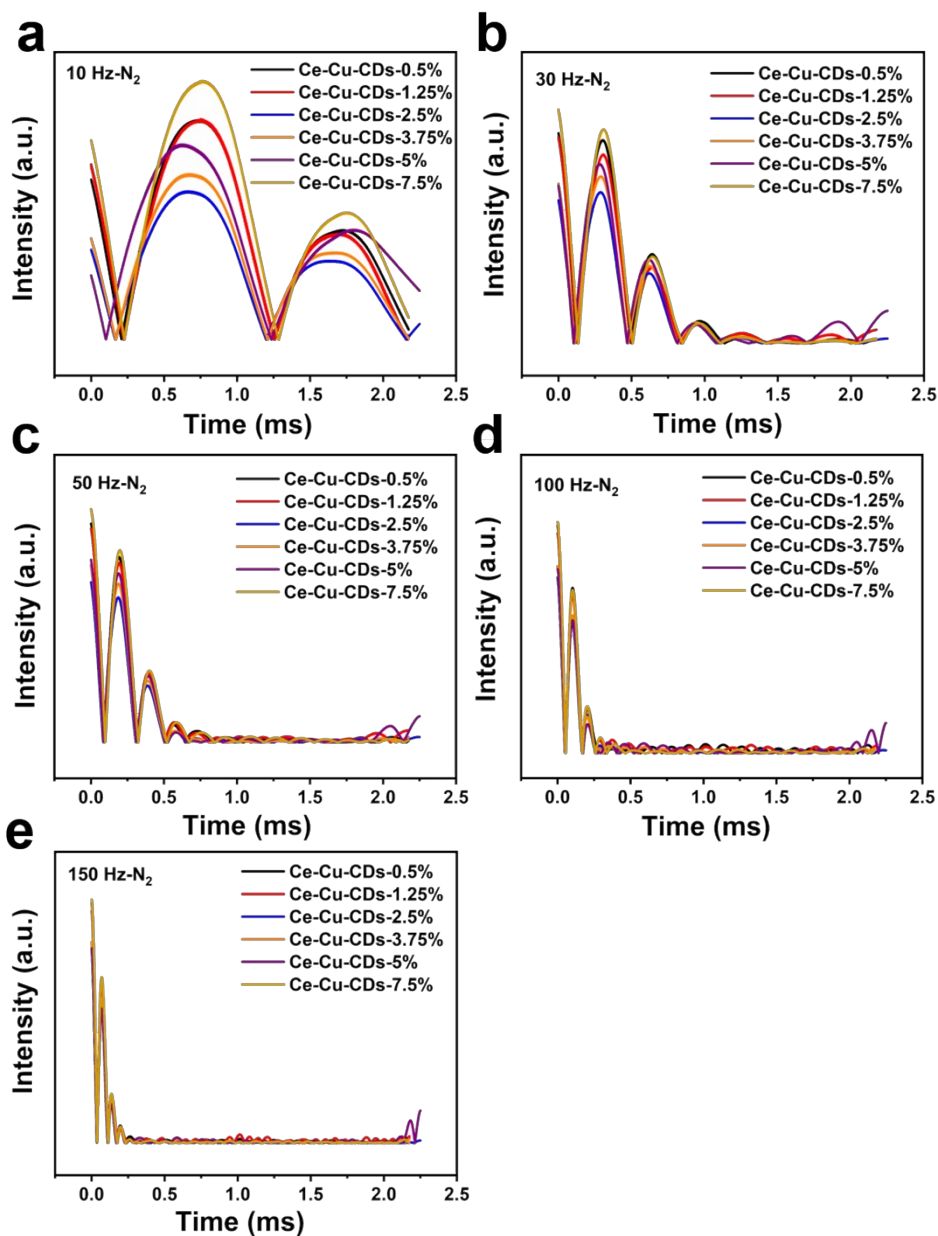 a
10 Hz-N2
Ce-Cu-CDs-0.5%
Ce-Cu-CDs-1.25%
Ce-Cu-CDs-2.5%
Ce-Cu-CDs-3.75%
Ce-Cu-CDs-5%
Ce-Cu-CDs-7.5%
Intensity (a.u.)
0.0 0.5 1.0 1.5 2.0 2.5
Time (ms)
b
30 Hz-N2
Ce-Cu-CDs-0.5%
Ce-Cu-CDs-1.25%
Ce-Cu-CDs-2.5%
Ce-Cu-CDs-3.75%
Ce-Cu-CDs-5%
Ce-Cu-CDs-7.5%
Intensity (a.u.)
0.0 0.5 1.0 1.5 2.0 2.5
Time (ms)
c
50 Hz-N2
Ce-Cu-CDs-0.5%
Ce-Cu-CDs-1.25%
Ce-Cu-CDs-2.5%
Ce-Cu-CDs-3.75%
Ce-Cu-CDs-5%
Ce-Cu-CDs-7.5%
Intensity (a.u.)
0.0 0.5 1.0 1.5 2.0 2.5
Time (ms)
d
100 Hz-N2
Ce-Cu-CDs-0.5%
Ce-Cu-CDs-1.25%
Ce-Cu-CDs-2.5%
Ce-Cu-CDs-3.75%
Ce-Cu-CDs-5%
Ce-Cu-CDs-7.5%
Intensity (a.u.)
0.0 0.5 1.0 1.5 2.0 2.5
Time (ms)
e
150 Hz-N2
Ce-Cu-CDs-0.5%
Ce-Cu-CDs-1.25%
Ce-Cu-CDs-2.5%
Ce-Cu-CDs-3.75%
Ce-Cu-CDs-5%
Ce-Cu-CDs-7.5%
Intensity (a.u.)
0.0 0.5 1.0 1.5 2.0 2.5
Time (ms)